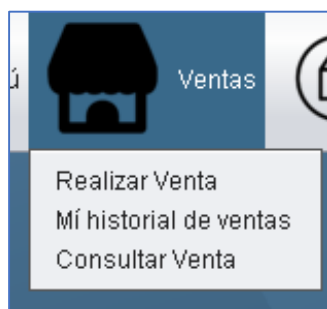 ú
Ventas
Realizar Venta
Mí historial de ventas
Consultar Venta